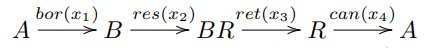 A bor(x₁)→ B res(x₂)→ BR ret(x₃)→ R can(x₄)→ A